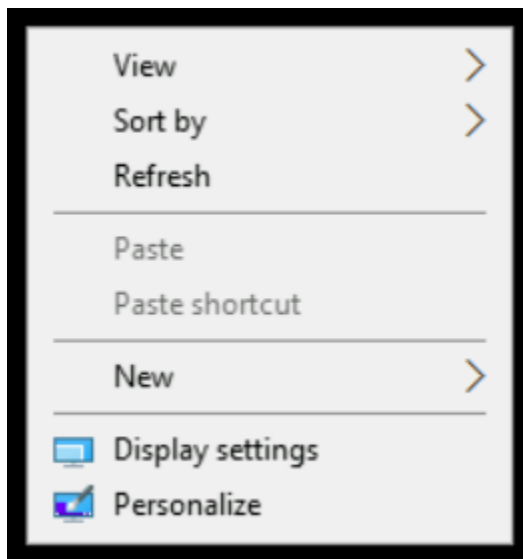 View
Sort by
Refresh
Paste
Paste shortcut
New
Display settings
Personalize